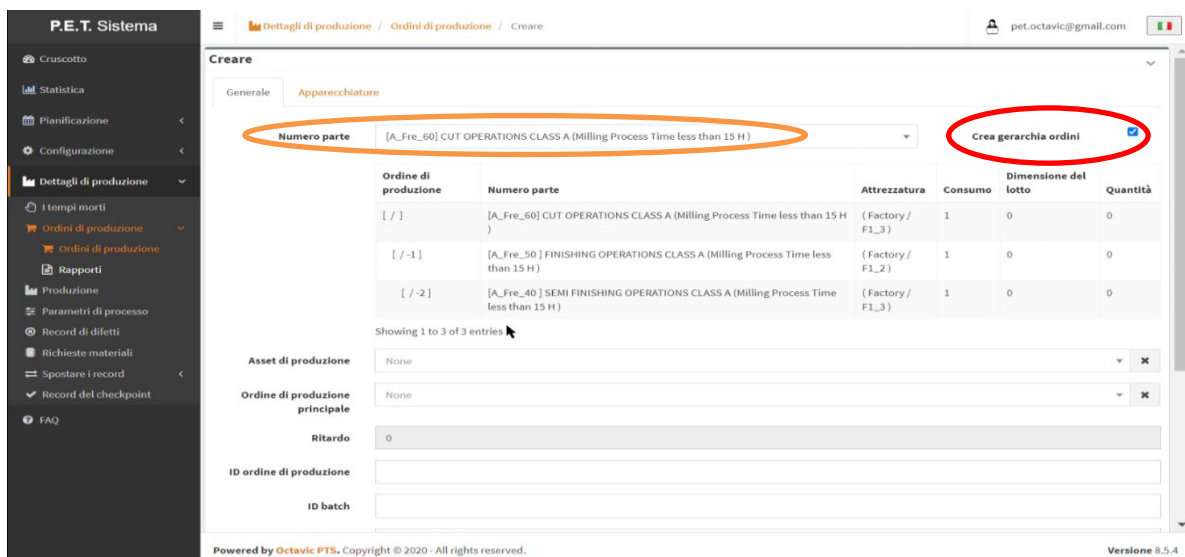 P.E.T. Sistema
Dettagli di produzione / Ordini di produzione / Creare
pet.octavic@gmail.com
Cruscotto
Statistica
Pianificazione
Configurazione
Dettagli di produzione
I tempi morti
Ordini di produzione
Ordini di produzione
Rapporti
Produzione
Parametri di processo
Record di difetti
Richieste materiali
Spostare i record
Record del checkpoint
FAQ
Creare
Generale Apparecchiature
Numero parte [A_Fre_60] CUT OPERATIONS CLASS A (Milling Process Time less than 15 H ) Crea gerarchia ordini
Ordine di produzione Numero parte Attrezzatura Consumo Dimensione del lotto Quantità
[ / ] [A_Fre_60] CUT OPERATIONS CLASS A (Milling Process Time less than 15 H ) ( Factory / F1_3 ) 1 0 0
[ / -1 ] [A_Fre_50 ] FINISHING OPERATIONS CLASS A (Milling Process Time less than 15 H ) ( Factory / F1_2 ) 1 0 0
[ / -2 ] [A_Fre_40 ] SEMI FINISHING OPERATIONS CLASS A (Milling Process Time less than 15 H ) ( Factory / F1_3 ) 1 0 0
Showing 1 to 3 of 3 entries
Asset di produzione None
Ordine di produzione principale None
Ritardo 0
ID ordine di produzione
ID batch
Powered by Octavic PTS. Copyright © 2020 - All rights reserved.
Versione 8.5.4